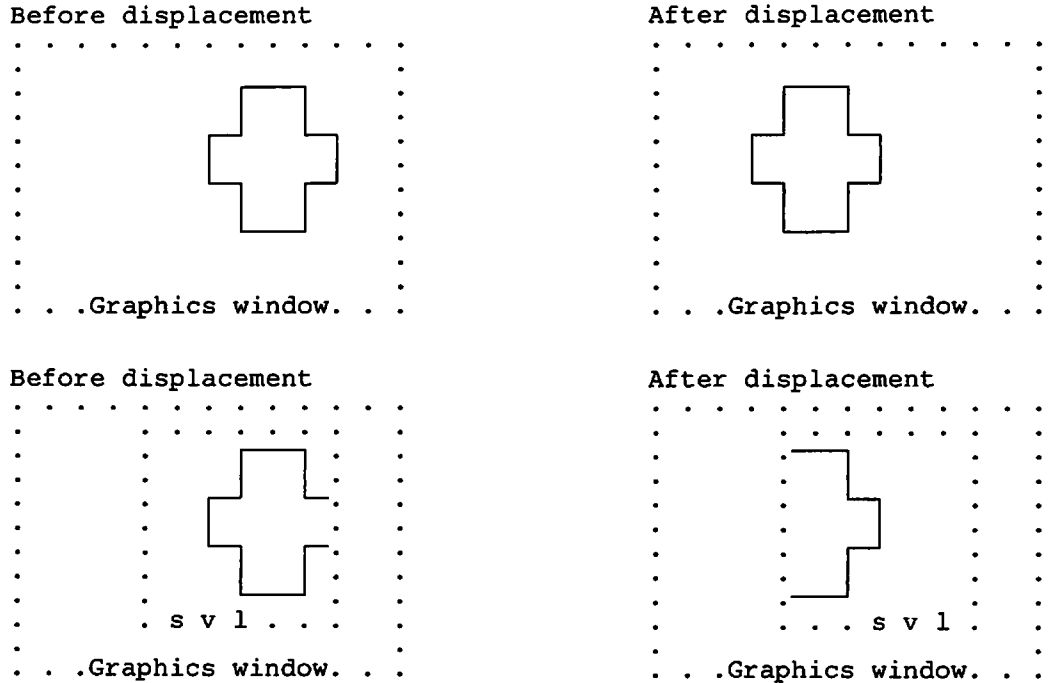 Before displacement
After displacement
Graphics window
Graphics window
Before displacement
After displacement
s v l
s v l
Graphics window
Graphics window